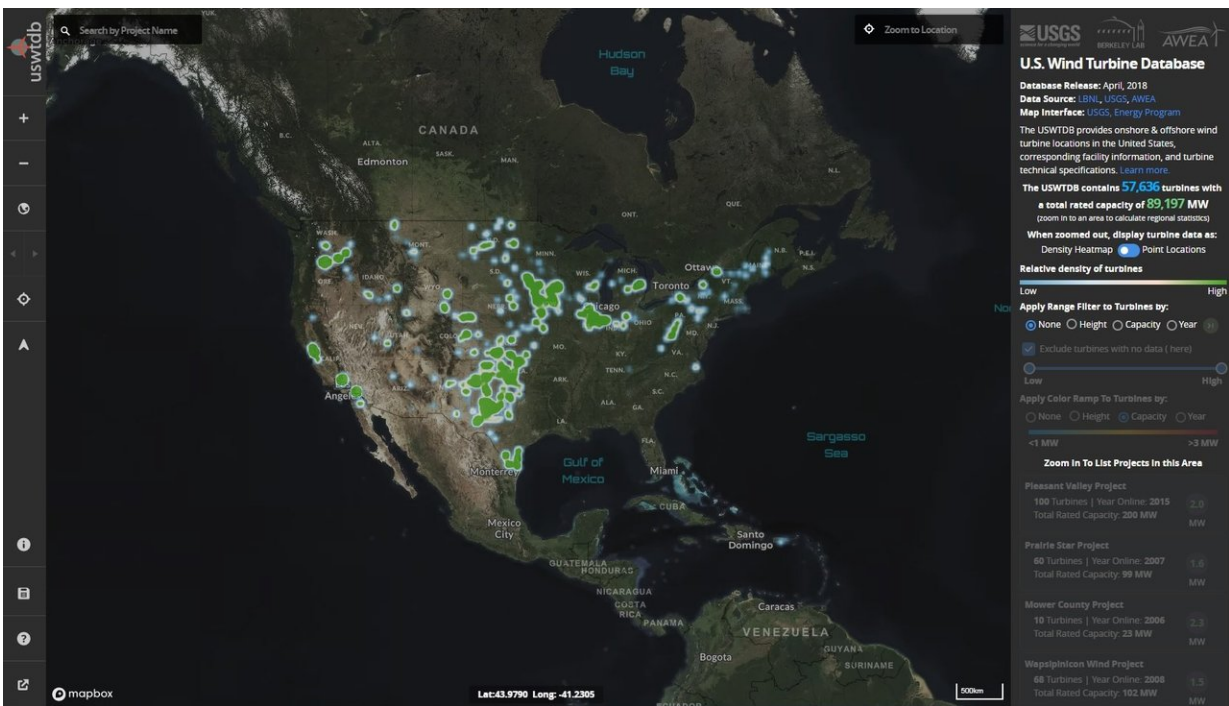 uswtdb
Search by Project Name
Zoom to Location
USGS
science for a changing world
BERKELEY LAB
AWEA
U.S. Wind Turbine Database
Database Release: April, 2018
Data Source: LBNL, USGS, AWEA
Map Interface: USGS, Energy Program
The USWTDB provides onshore & offshore wind
turbine locations in the United States,
corresponding facility information, and turbine
technical specifications. Learn more.
The USWTDB contains 57,636 turbines with
a total rated capacity of 89,197 MW
(zoom in to an area to calculate regional statistics)
When zoomed out, display turbine data as:
Density Heatmap Point Locations
Relative density of turbines
Low High
Apply Range Filter to Turbines by:
None Height Capacity Year
Exclude turbines with no data ( here)
Low High
Apply Color Ramp To Turbines by:
None Height Capacity Year
<1 MW >3 MW
Zoom In To List Projects in this Area
Pleasant Valley Project
100 Turbines | Year Online: 2015
Total Rated Capacity: 200 MW
2.0
MW
Prairie Star Project
60 Turbines | Year Online: 2007
Total Rated Capacity: 99 MW
1.6
MW
Mower County Project
10 Turbines | Year Online: 2006
Total Rated Capacity: 23 MW
2.3
MW
Wapsipinicon Wind Project
68 Turbines | Year Online: 2008
Total Rated Capacity: 102 MW
1.5
MW
YUK.
Hudson
Bay
CANADA
B.C.
ALTA.
Edmonton
SASK.
MAN.
N.L.
QUE.
ONT.
WASH.
MONT.
MINN.
Ottawa
N.B.
P.E.I.
N.S.
ORE.
IDAHO
S.D.
WIS.
MICH.
Toronto
VT.
MASS.
WYO.
NEV.
UTAH
COLO.
OHIO
PA.
N.J.
MO.
KY.
VA.
TENN.
N.C.
ARK.
S.C.
ALA.
GA.
ARIZ.
LA.
FLA.
Sargasso
Sea
Gulf of
Mexico
Monterrey
Miami
CUBA
Mexico
City
Santo
Domingo
GUATEMALA
HONDURAS
NICARAGUA
COSTA
RICA
PANAMA
Caracas
VENEZUELA
GUYANA
Bogota
SURINAME
ECUADOR
mapbox
Lat:43.9790 Long: -41.2305
500km